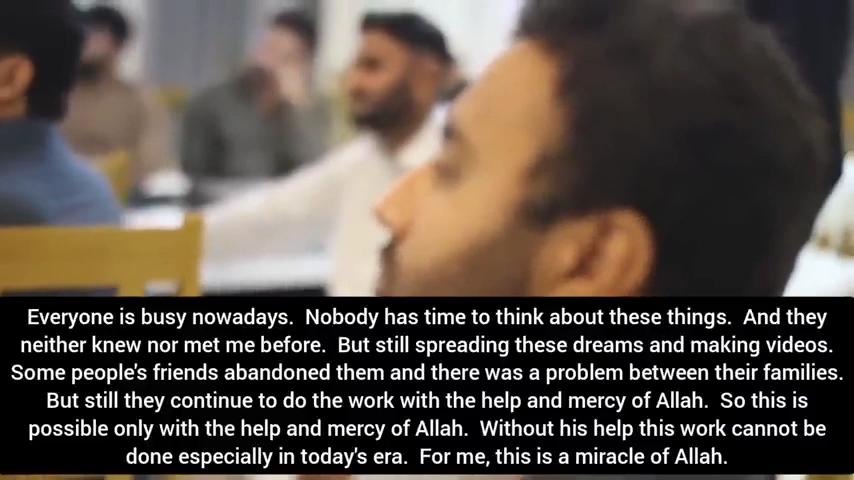 Everyone is busy nowadays.  Nobody has time to think about these things.  And they
neither knew nor met me before.  But still spreading these dreams and making videos.
Some people's friends abandoned them and there was a problem between their families.
But still they continue to do the work with the help and mercy of Allah.  So this is
possible only with the help and mercy of Allah.  Without his help this work cannot be
done especially in today's era.  For me, this is a miracle of Allah.